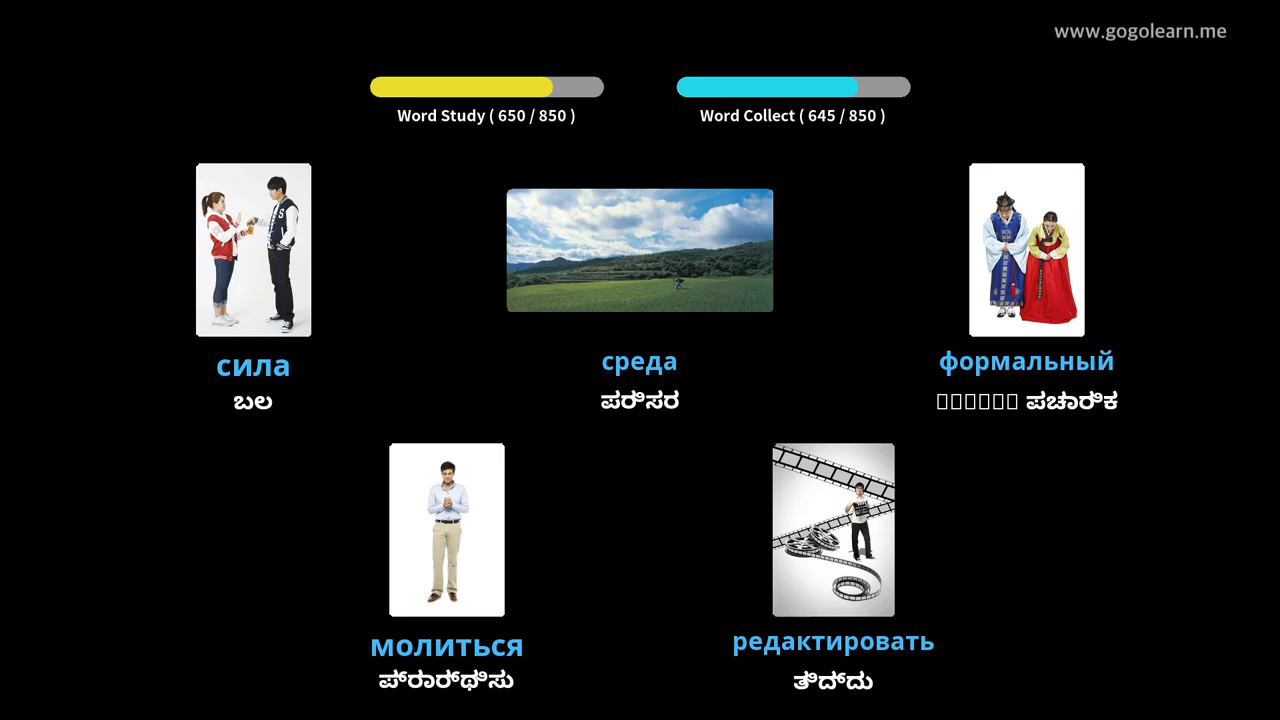 www.gogolearn.me
Word Study ( 650 / 850 )
Word Collect ( 645 / 850 )
сила
ಬಲ
среда
ಪರಿಸರ
формальный
ಪಚಾರಿಕ
молиться
ಪ್ರಾರ್ಥಿಸು
редактировать
ತಿದ್ದು